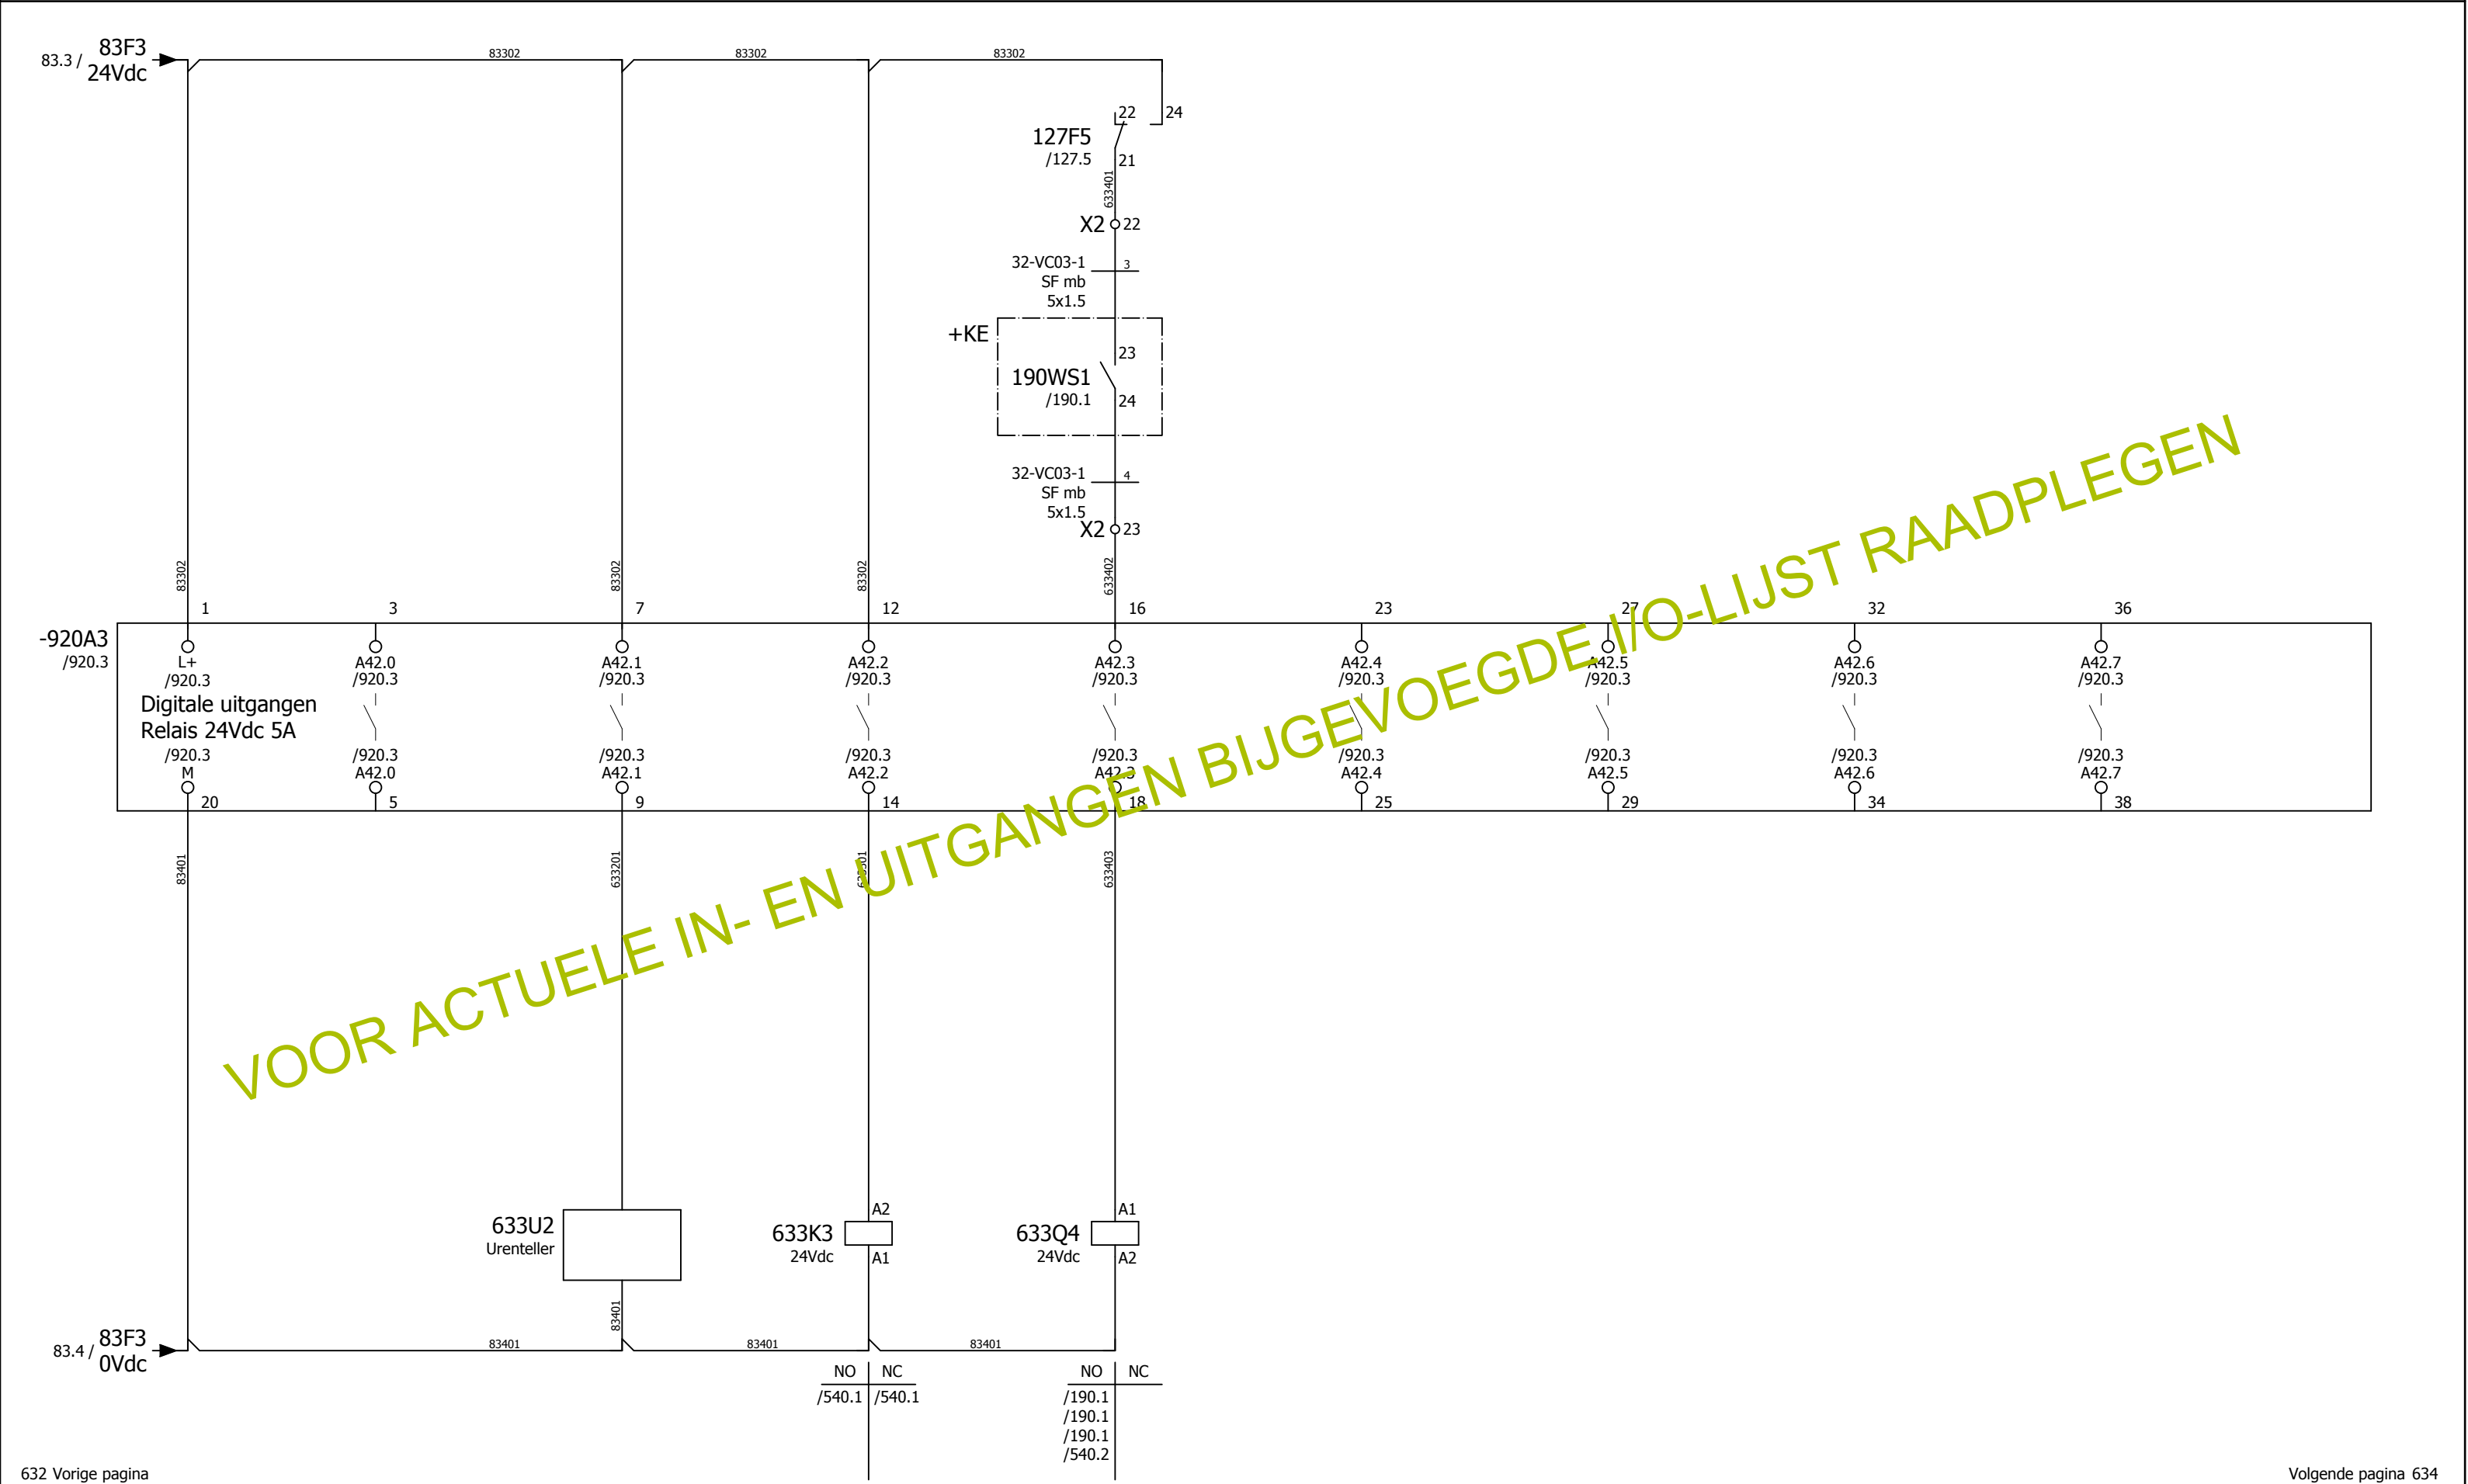 83F3
83.3 /
24Vdc
83302
83302
83302
22
24
127F5
/127.5
21
633401
X2
22
32-VC03-1
3
SF mb
5x1.5
+KE
23
190WS1
/190.1
24
32-VC03-1
4
SF mb
5x1.5
X2
23
83302
83302
83302
633402
1
3
7
12
16
23
27
32
36
-920A3
/920.3
L+
A42.0
A42.1
A42.2
A42.3
A42.4
A42.5
A42.6
A42.7
/920.3
/920.3
/920.3
/920.3
/920.3
/920.3
/920.3
/920.3
/920.3
Digitale uitgangen
Relais 24Vdc 5A
/920.3
/920.3
/920.3
/920.3
/920.3
/920.3
/920.3
/920.3
/920.3
M
A42.0
A42.1
A42.2
A42.3
A42.4
A42.5
A42.6
A42.7
20
5
9
14
18
25
29
34
38
83401
633201
633301
633403
VOOR ACTUELE IN- EN UITGANGEN BIJGEVOEGDE I/O-LIJST RAADPLEGEN
633U2
Urenteller
A2
633K3
24Vdc
A1
A1
633Q4
24Vdc
A2
83401
83F3
83.4 /
0Vdc
83401
83401
83401
NO
NC
/540.1
/540.1
NO
NC
/190.1
/190.1
/190.1
/540.2
632 Vorige pagina
Volgende pagina 634